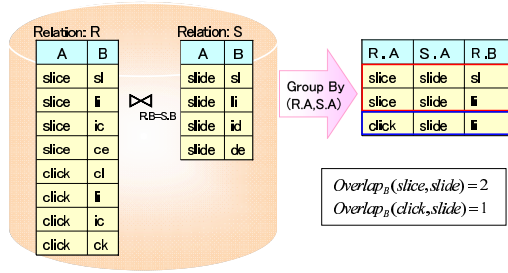 Relation: R
A B
slice sl
slice li
slice ic
slice ce
click cl
click li
click ic
click ck
R.B=S.B
Relation: S
A B
slide sl
slide li
slide id
slide de
Group By
(R.A,S.A)
R.A S.A R.B
slice slide sl
slice slide li
click slide li
Overlap_B(slice,slide)=2
Overlap_B(click,slide)=1